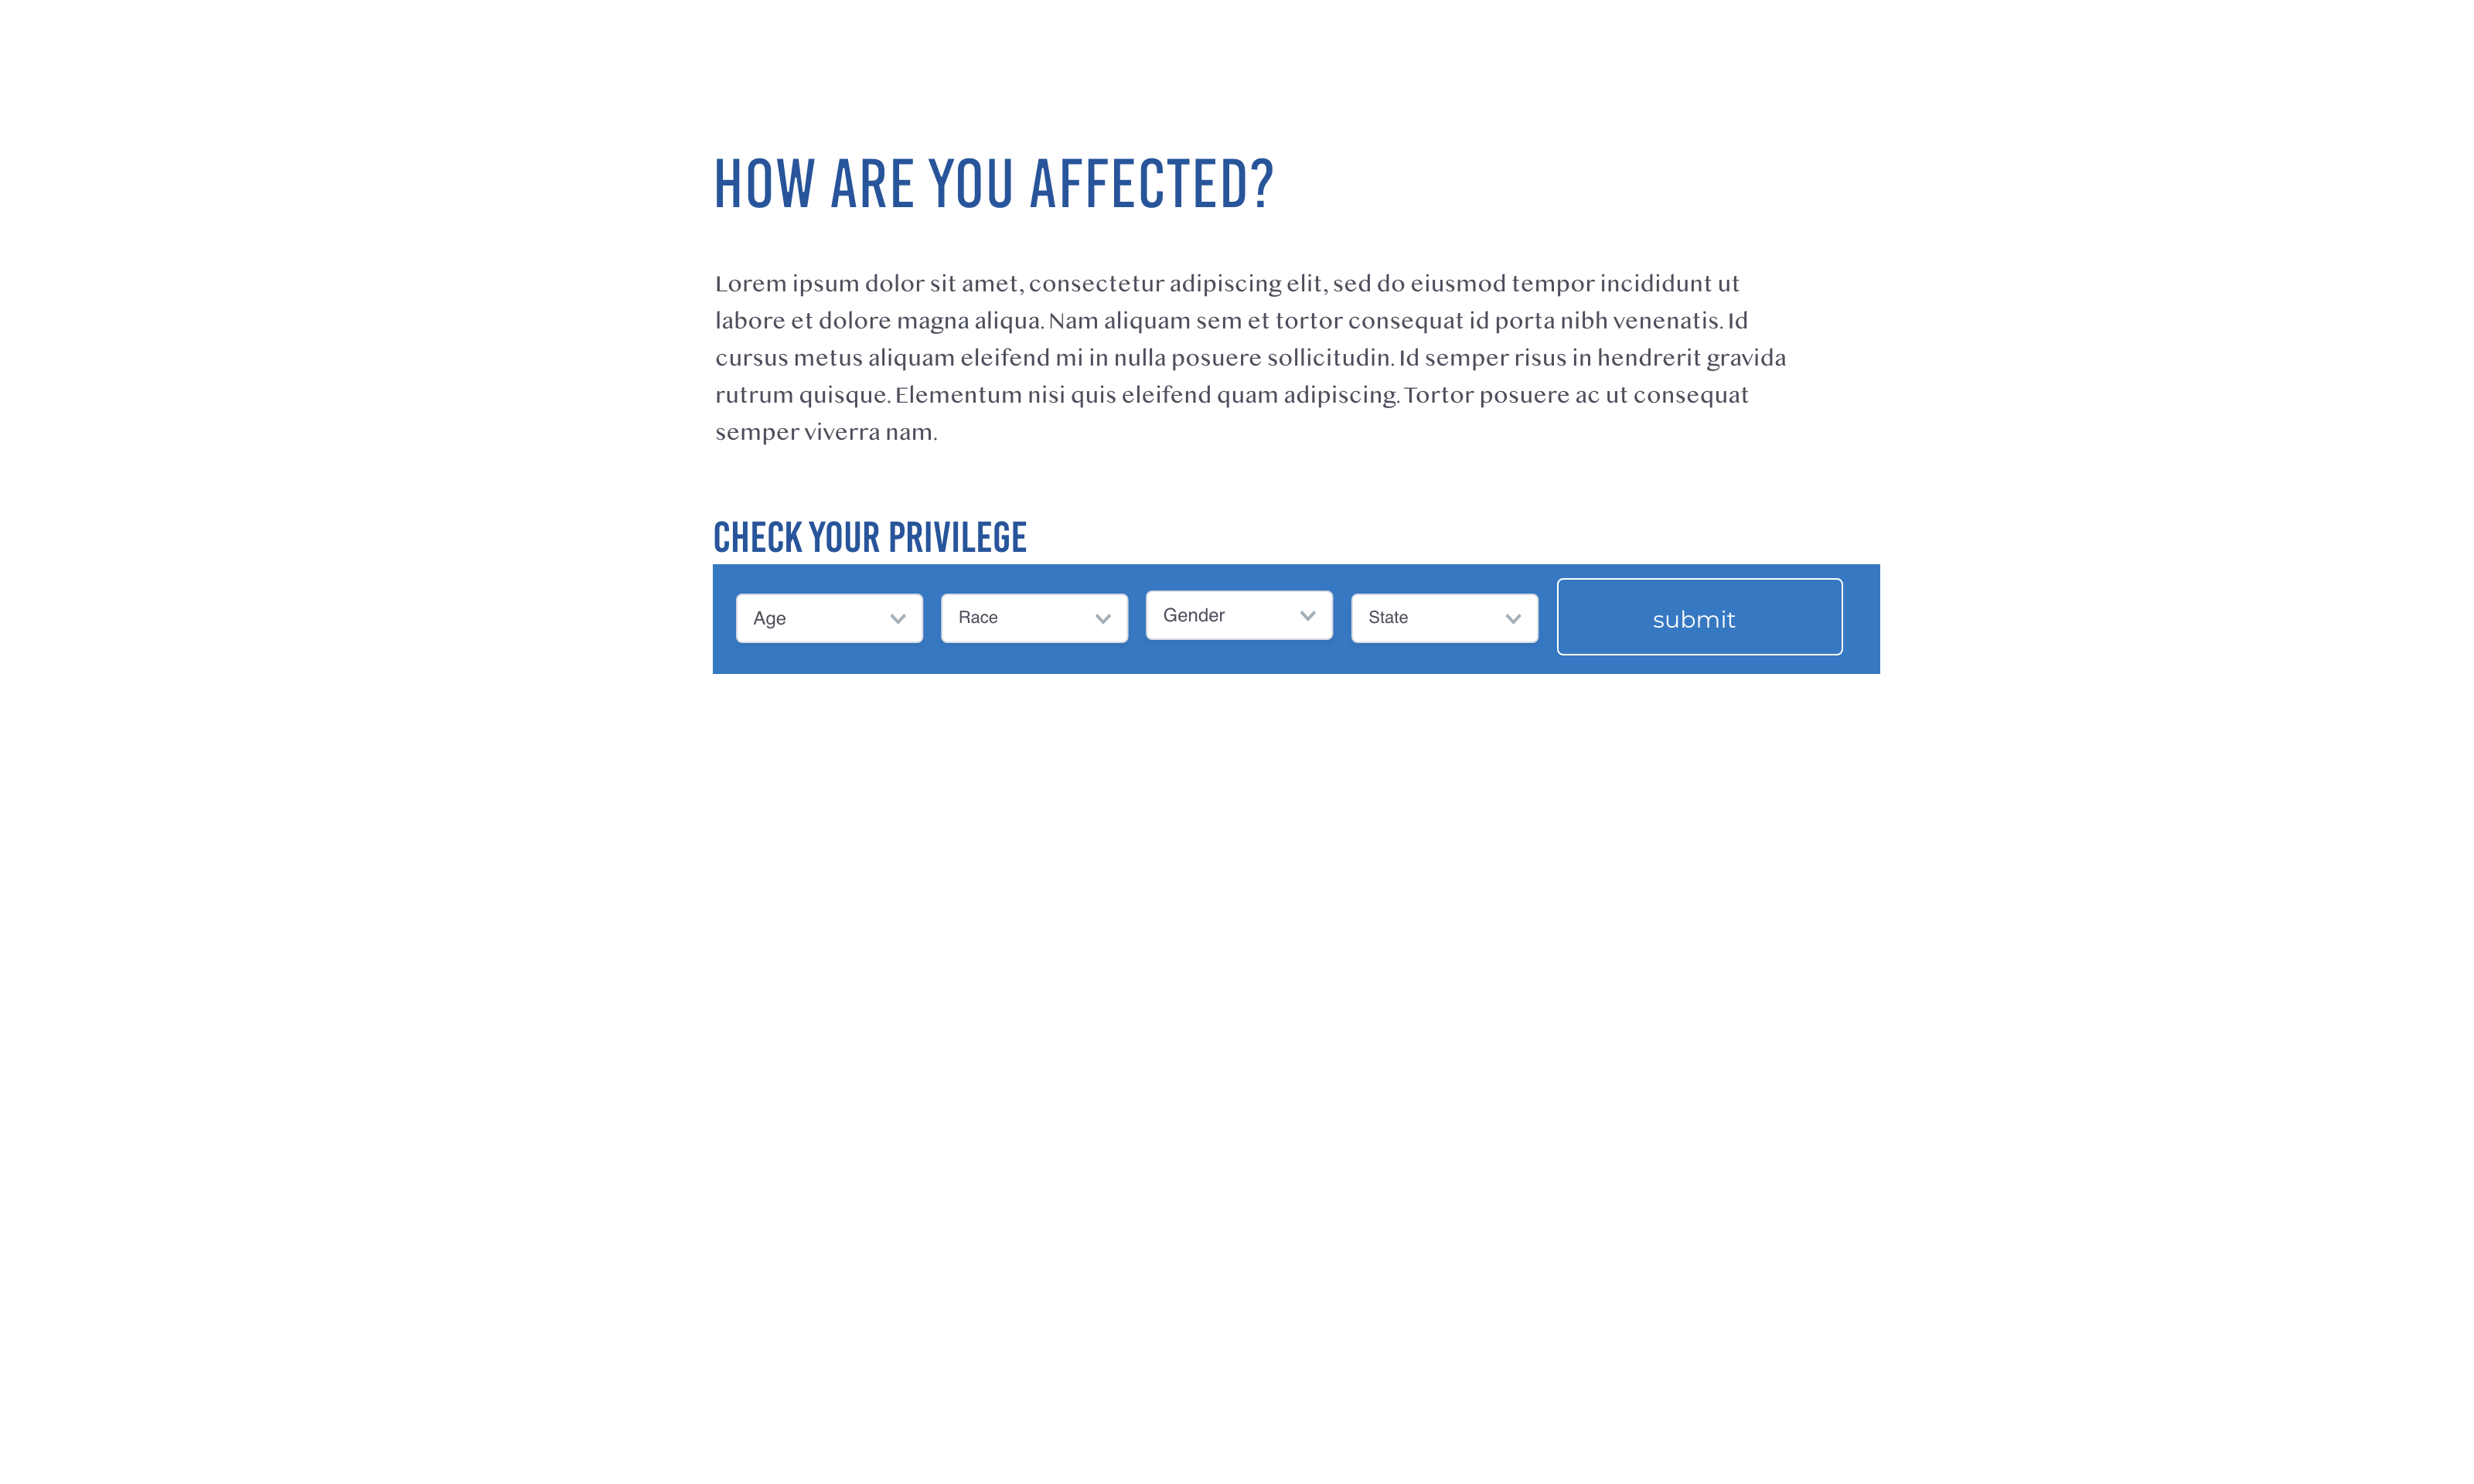 HOW ARE YOU AFFECTED?
Lorem ipsum dolor sit amet, consectetur adipiscing elit, sed do eiusmod tempor incididunt ut
labore et dolore magna aliqua. Nam aliquam sem et tortor consequat id porta nibh venenatis. Id
cursus metus aliquam eleifend mi in nulla posuere sollicitudin. Id semper risus in hendrerit gravida
rutrum quisque. Elementum nisi quis eleifend quam adipiscing. Tortor posuere ac ut consequat
semper viverra nam.
CHECK YOUR PRIVILEGE
Age Race Gender State submit